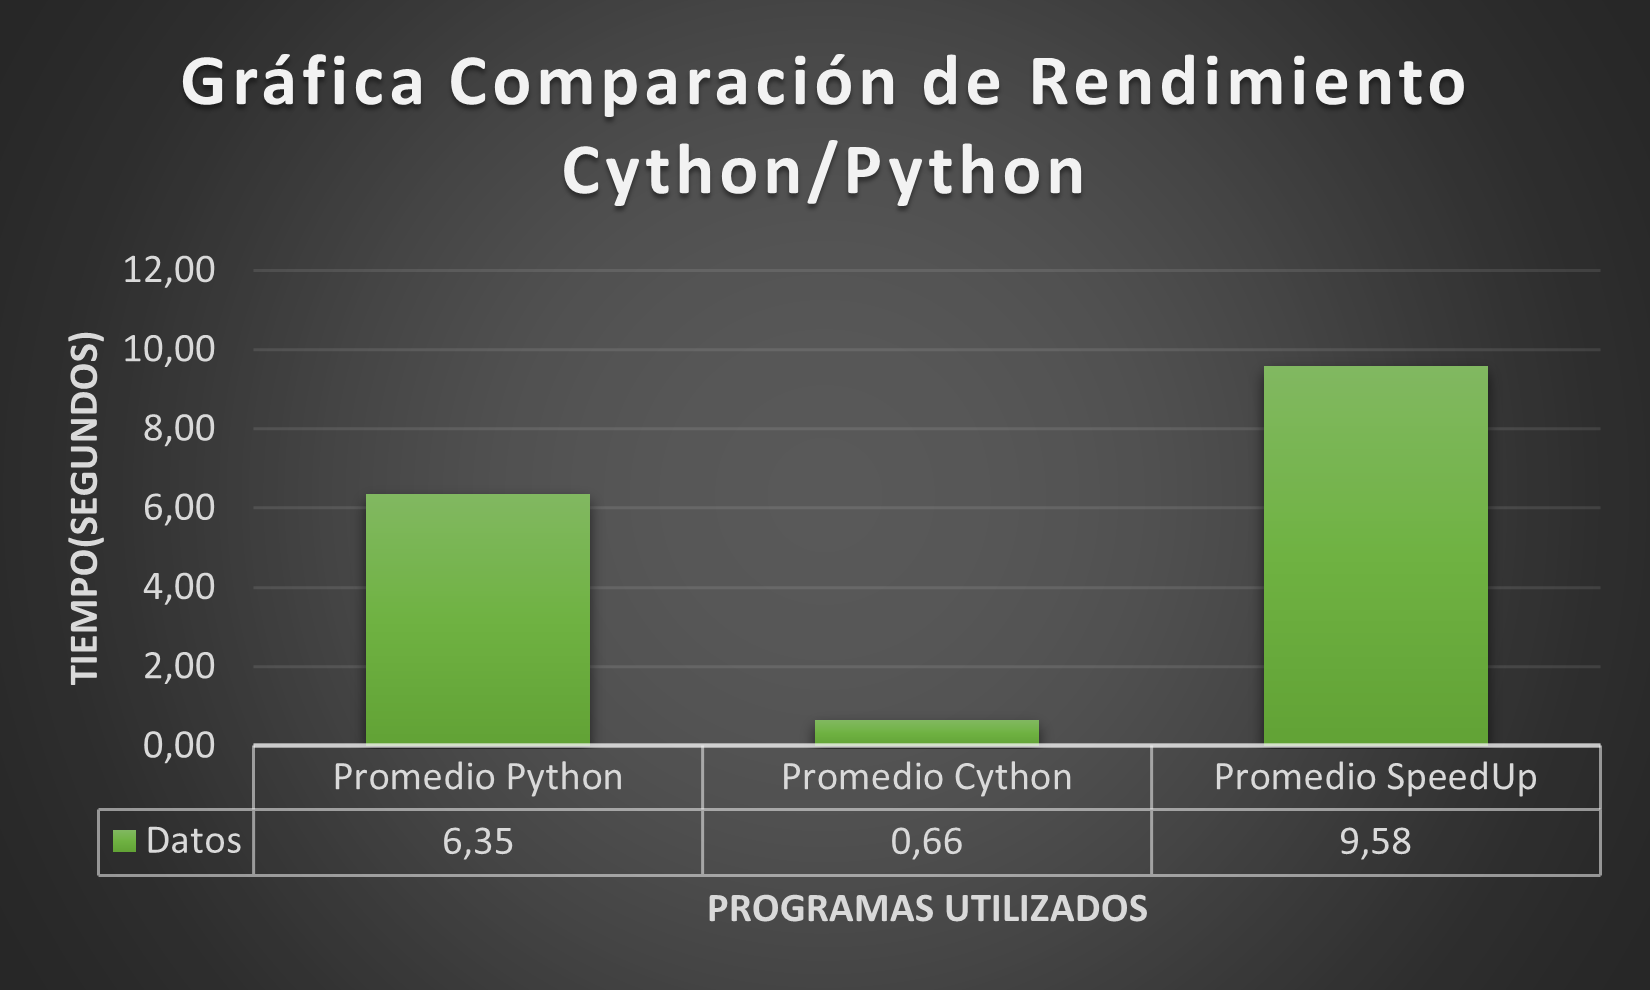 Gráfica Comparación de Rendimiento
Cython/Python
12,00
10,00
8,00
6,00
4,00
2,00
0,00
TIEMPO(SEGUNDOS)
Promedio Python Promedio Cython Promedio SpeedUp
Datos 6,35 0,66 9,58
PROGRAMAS UTILIZADOS